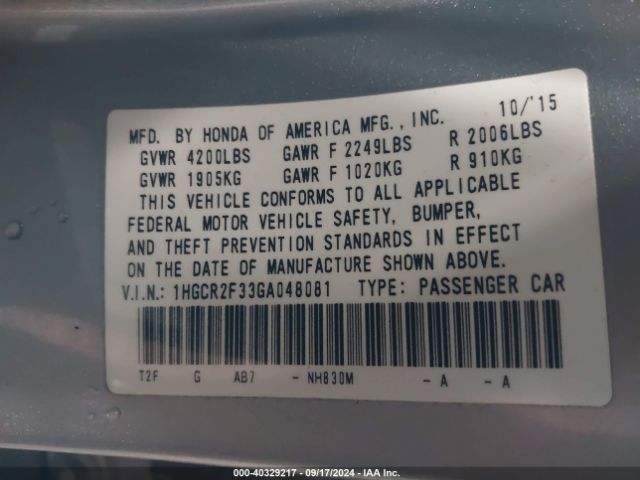 10/'15
MFD. BY HONDA OF AMERICA MFG., INC.
GVWR 4200LBS GAWR F 2249LBS R 2006LBS
GVWR 1905KG GAWR F 1020KG R 910KG
THIS VEHICLE CONFORMS TO ALL APPLICABLE
FEDERAL MOTOR VEHICLE SAFETY, BUMPER,
AND THEFT PREVENTION STANDARDS IN EFFECT
ON THE DATE OF MANUFACTURE SHOWN ABOVE.
V.I.N.: 1HGCR2F33GA048081 TYPE: PASSENGER CAR
T2F G AB7 - NH830M - A - A
000-40329217 - 09/17/2024 - IAAI.COM